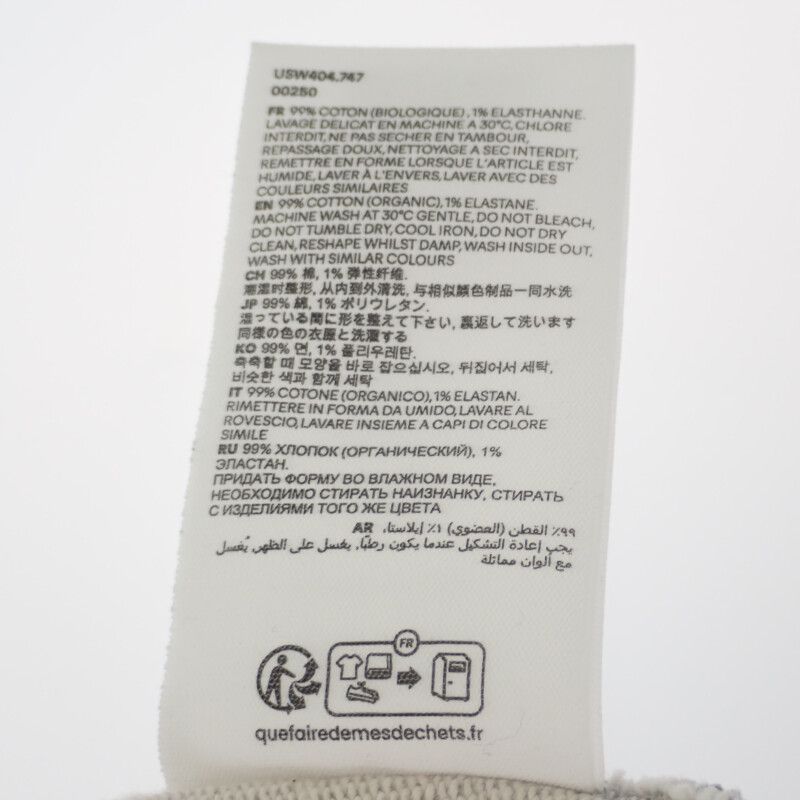 USW404.747
00250
FR 99% COTON (BIOLOGIQUE), 1% ELASTHANNE.
LAVAGE DELICAT EN MACHINE A 30°C, CHLORE
INTERDIT, NE PAS SECHER EN TAMBOUR,
REPASSAGE DOUX, NETTOYAGE A SEC INTERDIT,
REMETTRE EN FORME LORSQUE L'ARTICLE EST
HUMIDE, LAVER À L'ENVERS, LAVER AVEC DES
COULEURS SIMILAIRES
EN 99% COTTON (ORGANIC), 1% ELASTANE.
MACHINE WASH AT 30°C GENTLE, DO NOT BLEACH,
DO NOT TUMBLE DRY, COOL IRON, DO NOT DRY
CLEAN, RESHAPE WHILST DAMP, WASH INSIDE OUT,
WASH WITH SIMILAR COLOURS
CH 99% 棉, 1% 弹性纤维.
潮湿时整形, 从内到外清洗, 与相似颜色制品一同水洗
JP 99% 綿, 1% ポリウレタン.
湿っている間に形を整えて下さい, 裏返して洗います
同様の色の衣服と洗濯する
KO 99% 면, 1% 폴리우레탄.
축축할 때 모양을 바로 잡으십시오, 뒤집어서 세탁,
비슷한 색과 함께 세탁
IT 99% COTONE (ORGANICO), 1% ELASTAN.
RIMETTERE IN FORMA DA UMIDO, LAVARE AL
ROVESCIO, LAVARE INSIEME A CAPI DI COLORE
SIMILE
RU 99% ХЛОПОК (ОРГАНИЧЕСКИЙ), 1%
ЭЛАСТАН.
ПРИДАТЬ ФОРМУ ВО ВЛАЖНОМ ВИДЕ,
НЕОБХОДИМО СТИРАТЬ НАИЗНАНКУ, СТИРАТЬ
С ИЗДЕЛИЯМИ ТОГО ЖЕ ЦВЕТА
٩٩٪ القطن (العضوي) ١٪ إيلاستا. AR
يجب إعادة التشكيل عندما يكون رطبًا, يغسل على الظهر, يُغسل
مع ألوان مماثلة
FR
quefairedemesdechets.fr